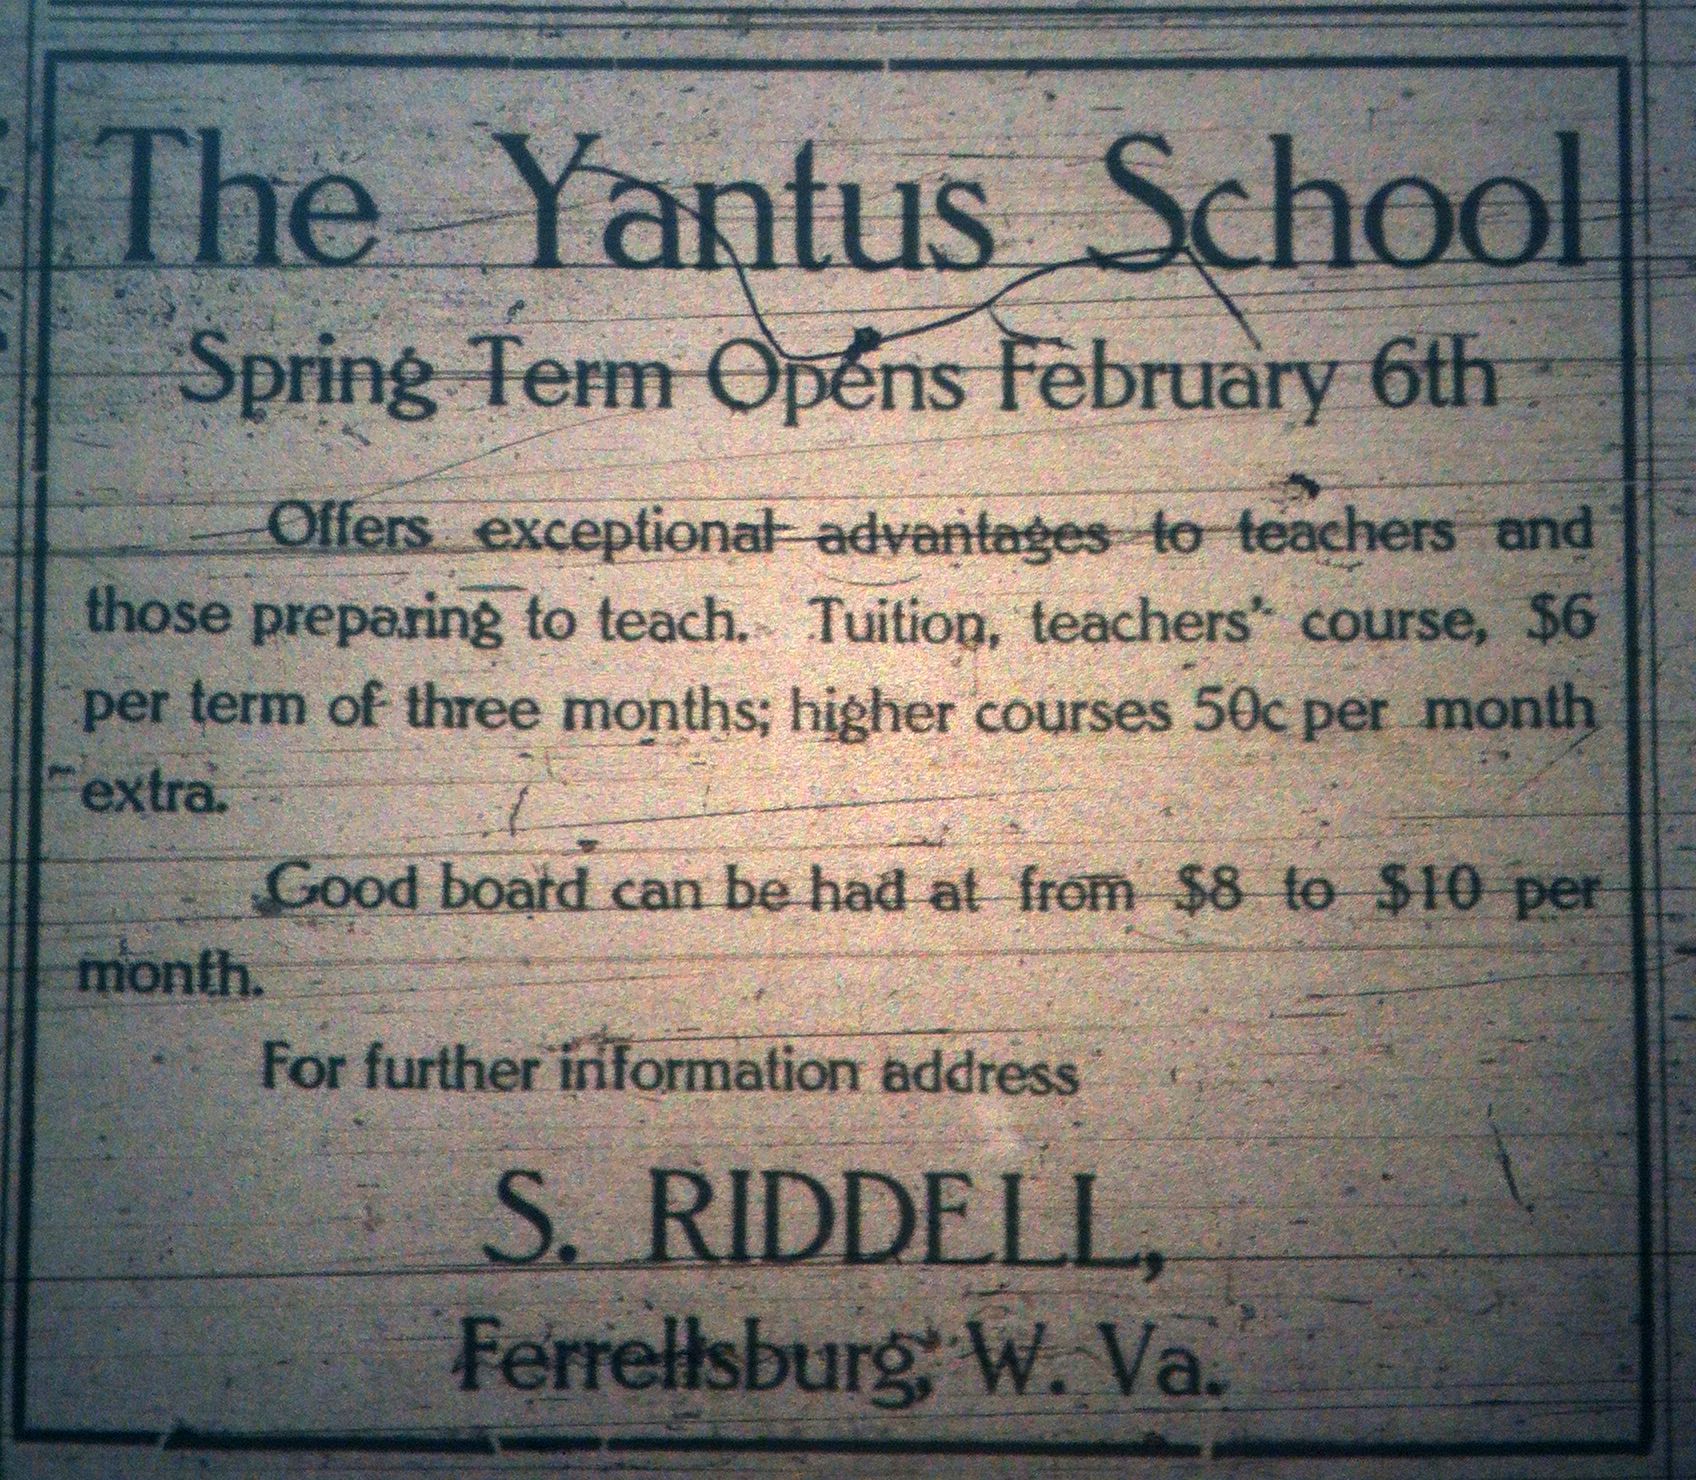 The Yantus School
Spring Term Opens February 6th
Offers exceptional advantages to teachers and
those preparing to teach. Tuition, teachers' course, $6
per term of three months; higher courses 50c per month
extra.
Good board can be had at from $8 to $10 per
month.
For further information address
S. RIDDELL,
Ferrellsburg, W. Va.